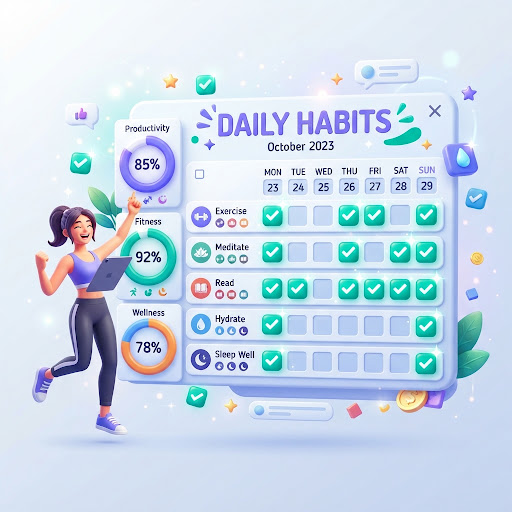 DAILY HABITS
October 2023
Productivity
85%
Fitness
92%
Wellness
78%
MON TUE WED THU FRI SAT SUN
23 24 25 26 27 28 29
Exercise
Meditate
Read
Hydrate
Sleep Well